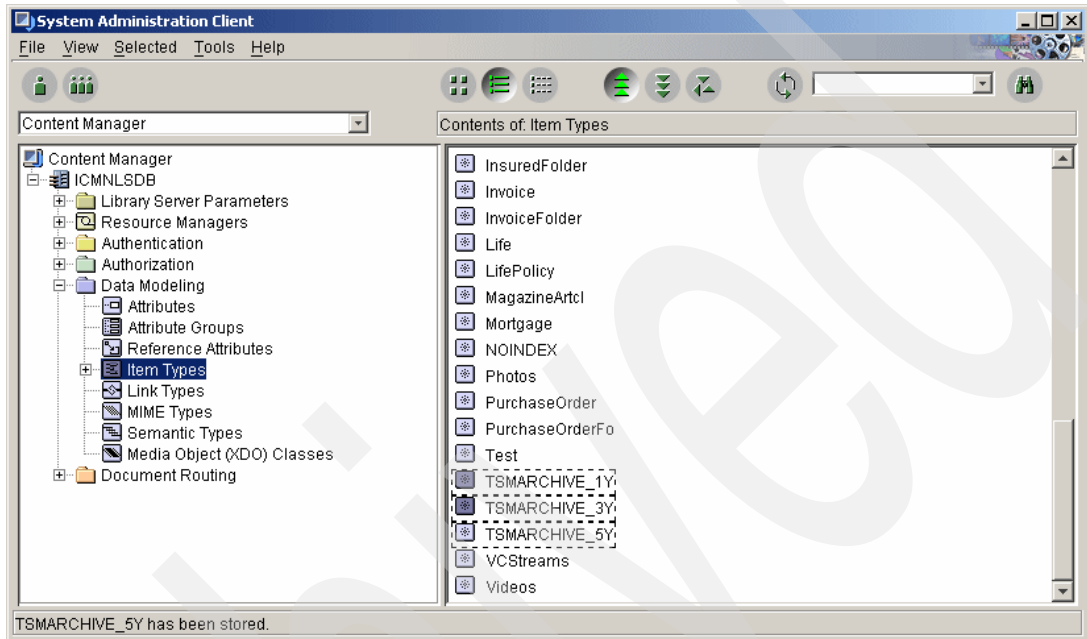 System Administration Client
File View Selected Tools Help
Content Manager
Contents of: Item Types
Content Manager
ICMNLSDB
Library Server Parameters
Resource Managers
Authentication
Authorization
Data Modeling
Attributes
Attribute Groups
Reference Attributes
Item Types
Link Types
MIME Types
Semantic Types
Media Object (XDO) Classes
Document Routing
InsuredFolder
Invoice
InvoiceFolder
Life
LifePolicy
MagazineArtcl
Mortgage
NOINDEX
Photos
PurchaseOrder
PurchaseOrderFo
Test
TSMARCHIVE_1Y
TSMARCHIVE_3Y
TSMARCHIVE_5Y
VCStreams
Videos
TSMARCHIVE_5Y has been stored.